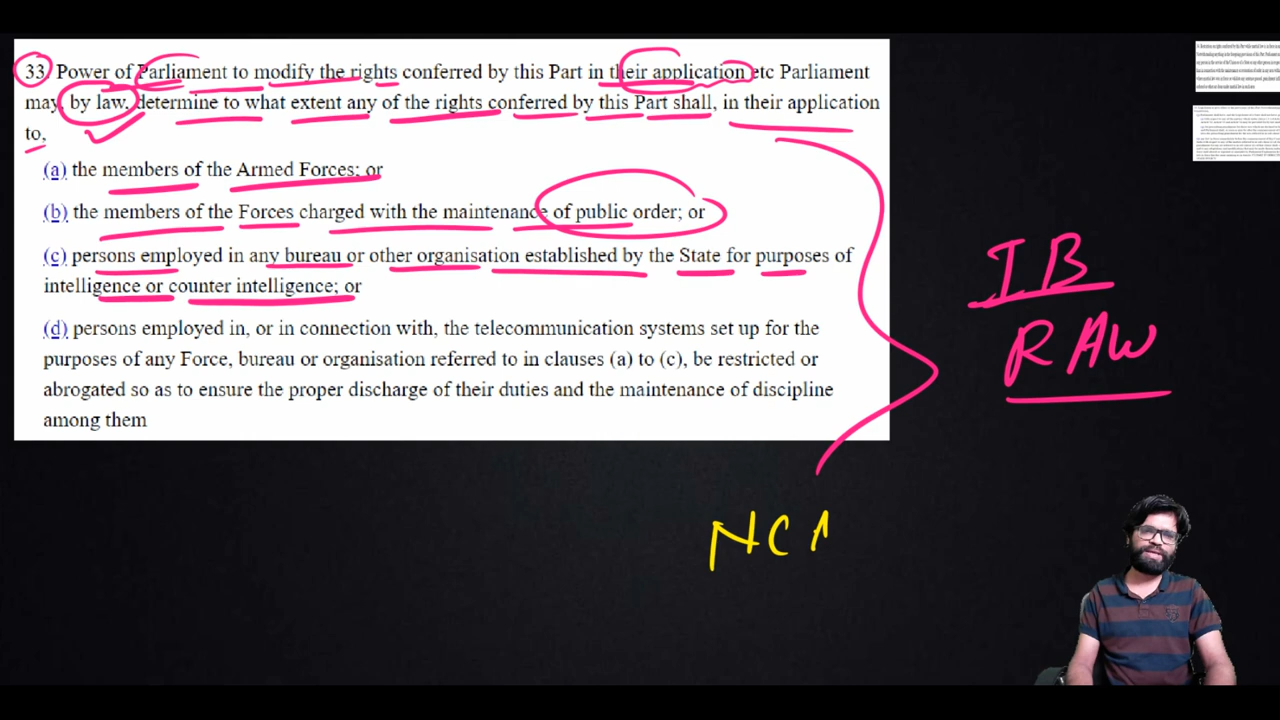 33. Power of Parliament to modify the rights conferred by this Part in their application etc Parliament
may, by law, determine to what extent any of the rights conferred by this Part shall, in their application
to,
(a) the members of the Armed Forces; or
(b) the members of the Forces charged with the maintenance of public order; or
(c) persons employed in any bureau or other organisation established by the State for purposes of
intelligence or counter intelligence; or
(d) persons employed in, or in connection with, the telecommunication systems set up for the
purposes of any Force, bureau or organisation referred to in clauses (a) to (c), be restricted or
abrogated so as to ensure the proper discharge of their duties and the maintenance of discipline
among them
IB
RAW